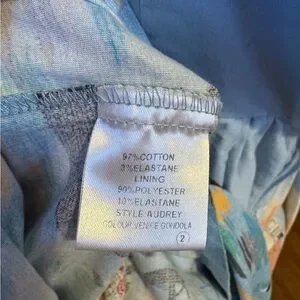 97%COTTON
3%ELASTANE
LINING
90%POLYESTER
10%ELASTANE
STYLE AUDREY
COLOUR VENICE GONDOLA
2